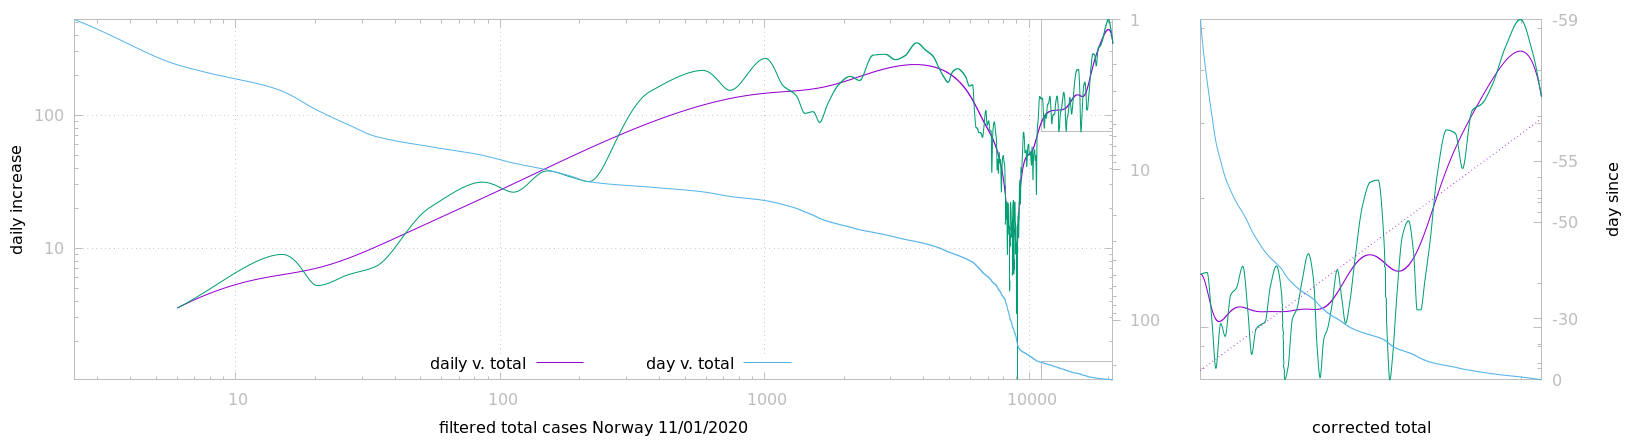 daily increase
100
10
10
100
1000
10000
1
10
100
daily v. total
day v. total
filtered total cases Norway 11/01/2020
-59
-55
-50
-30
0
day since
corrected total